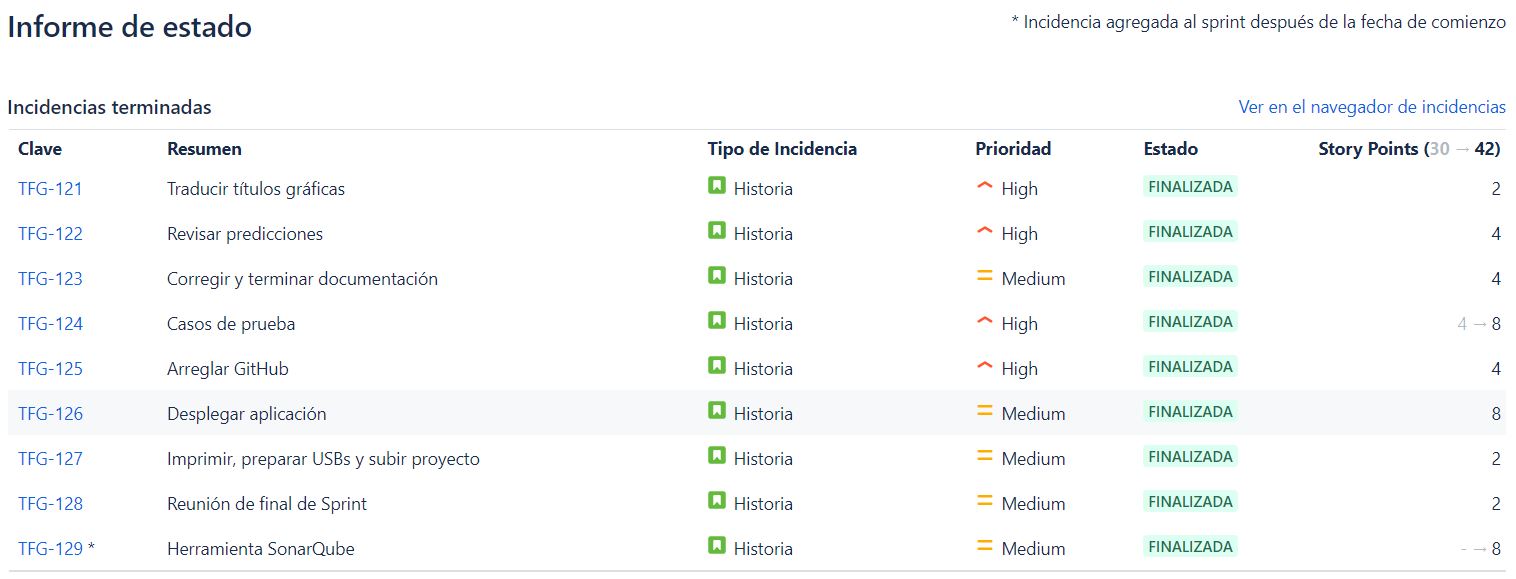 Informe de estado
* Incidencia agregada al sprint después de la fecha de comienzo
Incidencias terminadas
Ver en el navegador de incidencias
Clave Resumen Tipo de Incidencia Prioridad Estado Story Points (30 → 42)
TFG-121 Traducir títulos gráficas Historia High FINALIZADA 2
TFG-122 Revisar predicciones Historia High FINALIZADA 4
TFG-123 Corregir y terminar documentación Historia Medium FINALIZADA 4
TFG-124 Casos de prueba Historia High FINALIZADA 4 → 8
TFG-125 Arreglar GitHub Historia High FINALIZADA 4
TFG-126 Desplegar aplicación Historia Medium FINALIZADA 8
TFG-127 Imprimir, preparar USBs y subir proyecto Historia Medium FINALIZADA 2
TFG-128 Reunión de final de Sprint Historia Medium FINALIZADA 2
TFG-129 * Herramienta SonarQube Historia Medium FINALIZADA - → 8